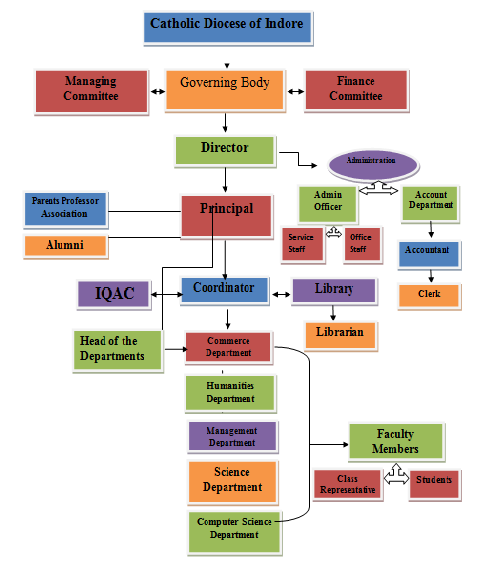 Catholic Diocese of Indore
Managing
Committee
Governing Body
Finance
Committee
Director
Administration
Parents Professor
Association
Principal
Admin
Officer
Account
Department
Alumni
Service
Staff
Office
Staff
Accountant
IQAC
Coordinator
Library
Clerk
Head of the
Departments
Commerce
Department
Librarian
Humanities
Department
Management
Department
Faculty
Members
Science
Department
Class
Representative
Students
Computer Science
Department